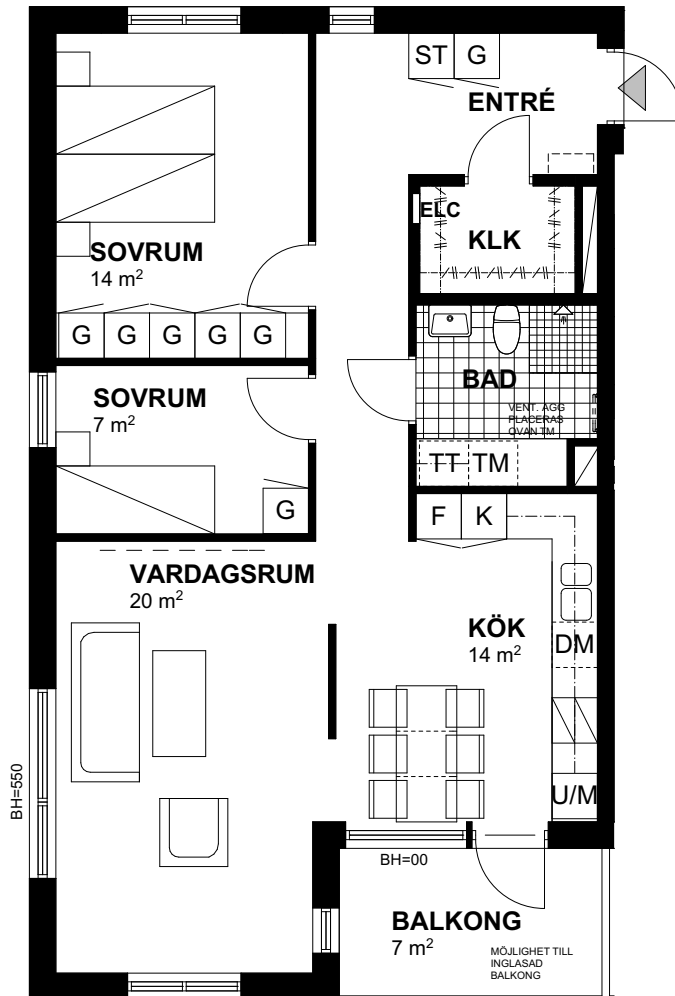 ST G
ENTRÉ
ELC
KLK
SOVRUM
14 m²
G G G G G
BAD
VENT. AGG
PLACERAS
OVAN TM
SOVRUM
7 m²
TT TM
G
F K
VARDAGSRUM
20 m²
KÖK
14 m²
DM
U/M
BH=550
BH=00
BALKONG
7 m²
MÖJLIGHET TILL
INGLASAD
BALKONG